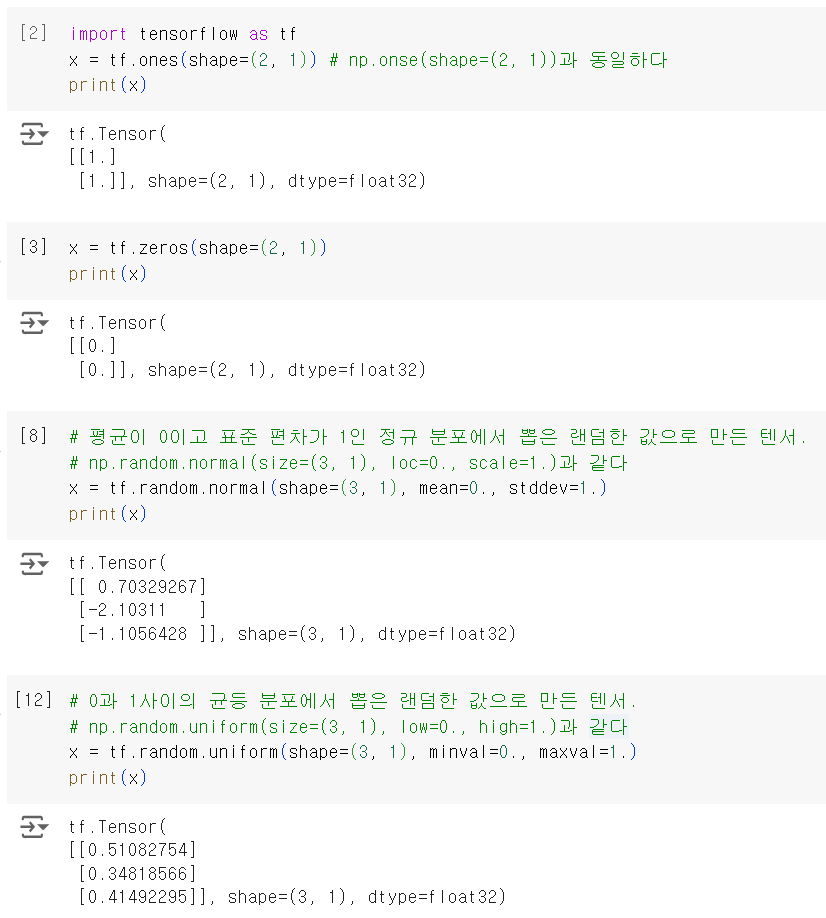 [2] import tensorflow as tf
x = tf.ones(shape=(2, 1)) # np.onse(shape=(2, 1))과 동일하다
print(x)
tf.Tensor(
[[1.]
 [1.]], shape=(2, 1), dtype=float32)
[3] x = tf.zeros(shape=(2, 1))
print(x)
tf.Tensor(
[[0.]
 [0.]], shape=(2, 1), dtype=float32)
[8] # 평균이 0이고 표준 편차가 1인 정규 분포에서 뽑은 랜덤한 값으로 만든 텐서.
# np.random.normal(size=(3, 1), loc=0., scale=1.)과 같다
x = tf.random.normal(shape=(3, 1), mean=0., stddev=1.)
print(x)
tf.Tensor(
[[ 0.70329267]
 [-2.10311   ]
 [-1.1056428 ]], shape=(3, 1), dtype=float32)
[12] # 0과 1사이의 균등 분포에서 뽑은 랜덤한 값으로 만든 텐서.
# np.random.uniform(size=(3, 1), low=0., high=1.)과 같다
x = tf.random.uniform(shape=(3, 1), minval=0., maxval=1.)
print(x)
tf.Tensor(
[[0.51082754]
 [0.34818566]
 [0.41492295]], shape=(3, 1), dtype=float32)